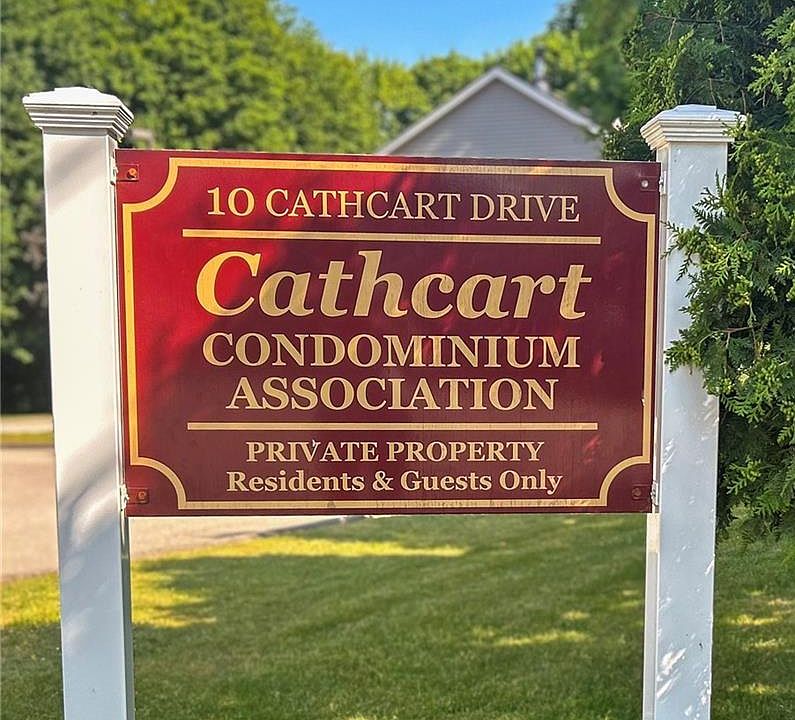 10 CATHCART DRIVE
Cathcart
CONDOMINIUM
ASSOCIATION
PRIVATE PROPERTY
Residents & Guests Only